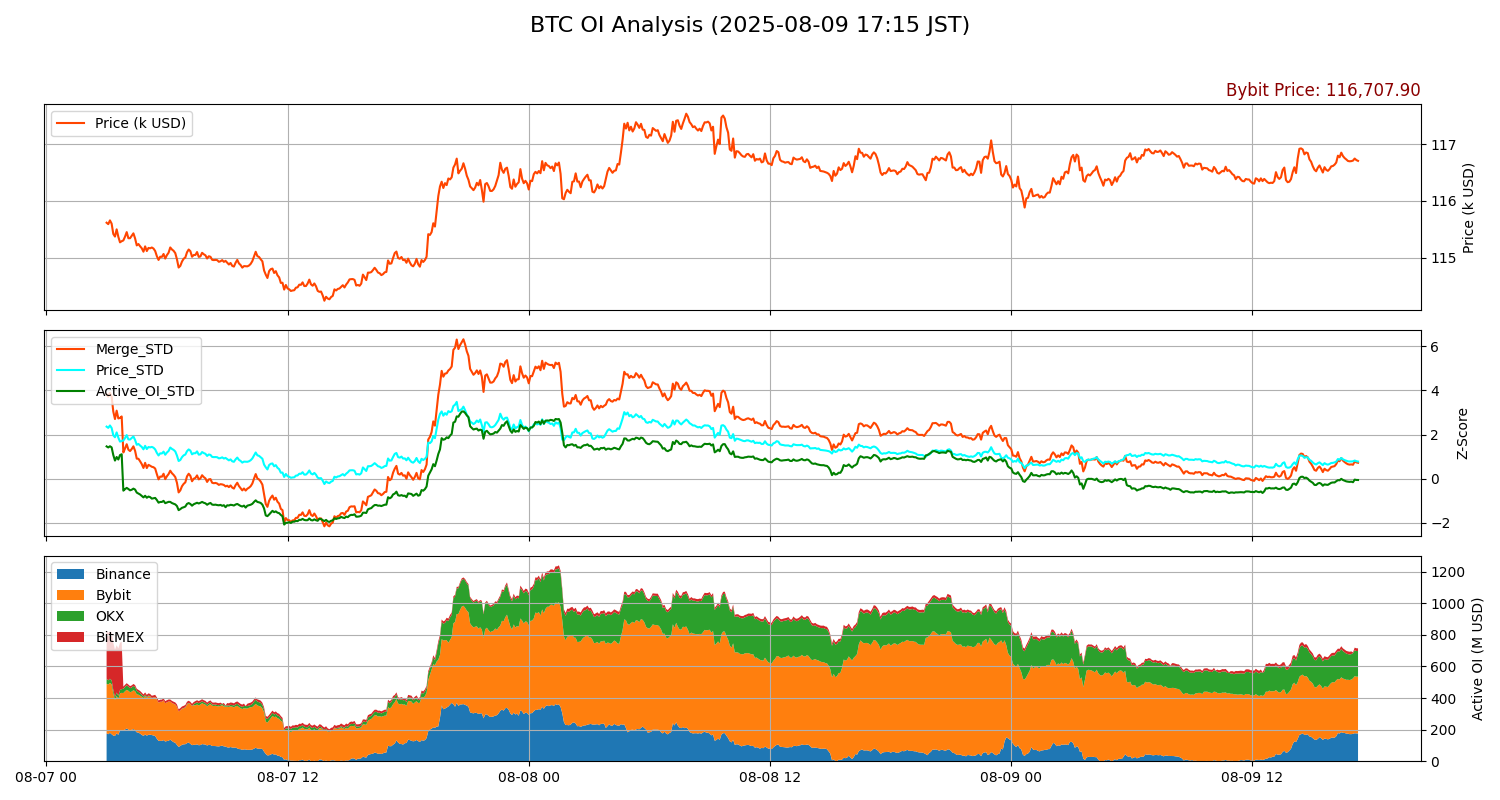 BTC OI Analysis (2025-08-09 17:15 JST)
Bybit Price: 116,707.90
Price (k USD)
117
116
115
Price (k USD)
Merge_STD
Price_STD
Active_OI_STD
6
4
2
0
−2
Z-Score
Binance
Bybit
OKX
BitMEX
1200
1000
800
600
400
200
0
Active OI (M USD)
08-07 00
08-07 12
08-08 00
08-08 12
08-09 00
08-09 12